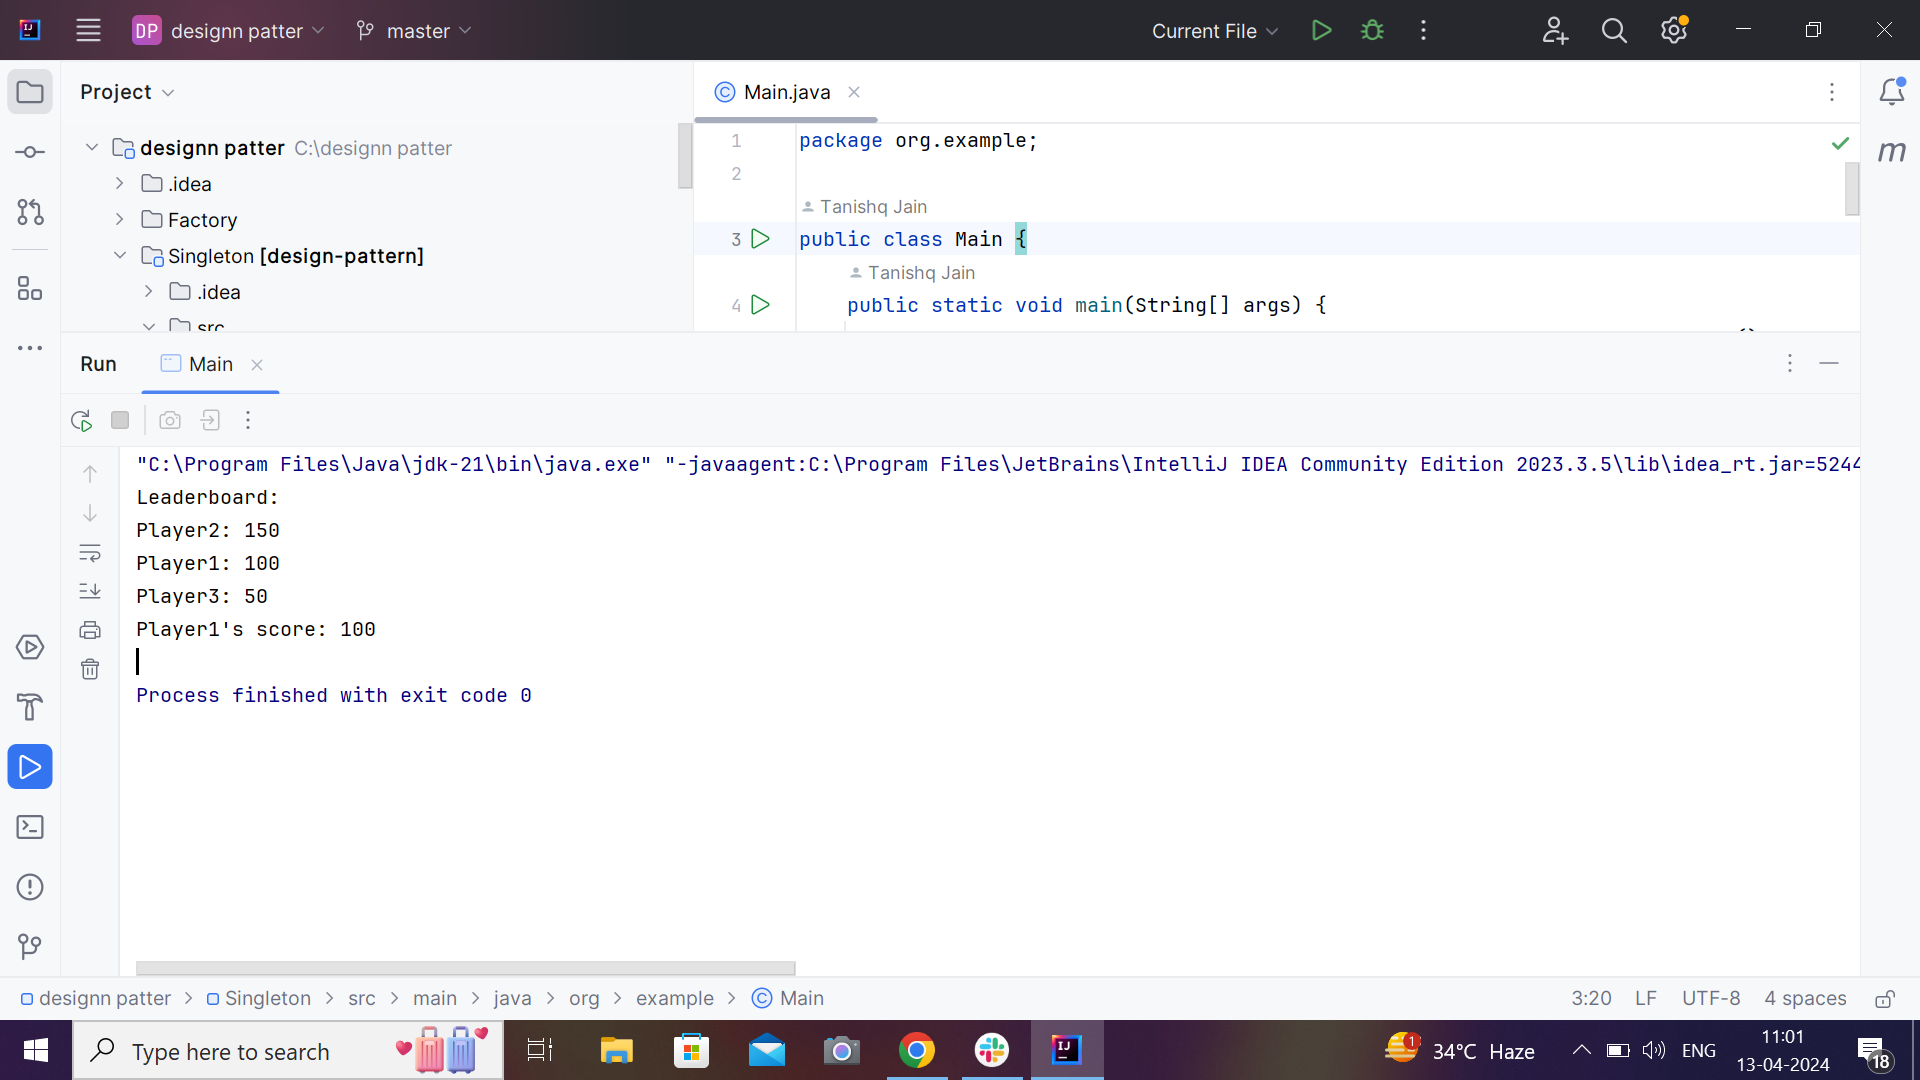 DP designn patter master Current File
Project
Main.java
designn patter C:\designn patter
.idea
Factory
Singleton [design-pattern]
.idea
src
1 package org.example;
2
Tanishq Jain
3 public class Main {
Tanishq Jain
4 public static void main(String[] args) {
m
Run Main
"C:\Program Files\Java\jdk-21\bin\java.exe" "-javaagent:C:\Program Files\JetBrains\IntelliJ IDEA Community Edition 2023.3.5\lib\idea_rt.jar=5244
Leaderboard:
Player2: 150
Player1: 100
Player3: 50
Player1's score: 100
Process finished with exit code 0
designn patter > Singleton > src > main > java > org > example > Main
3:20 LF UTF-8 4 spaces
Type here to search
1 34°C Haze
ENG
11:01
13-04-2024
18